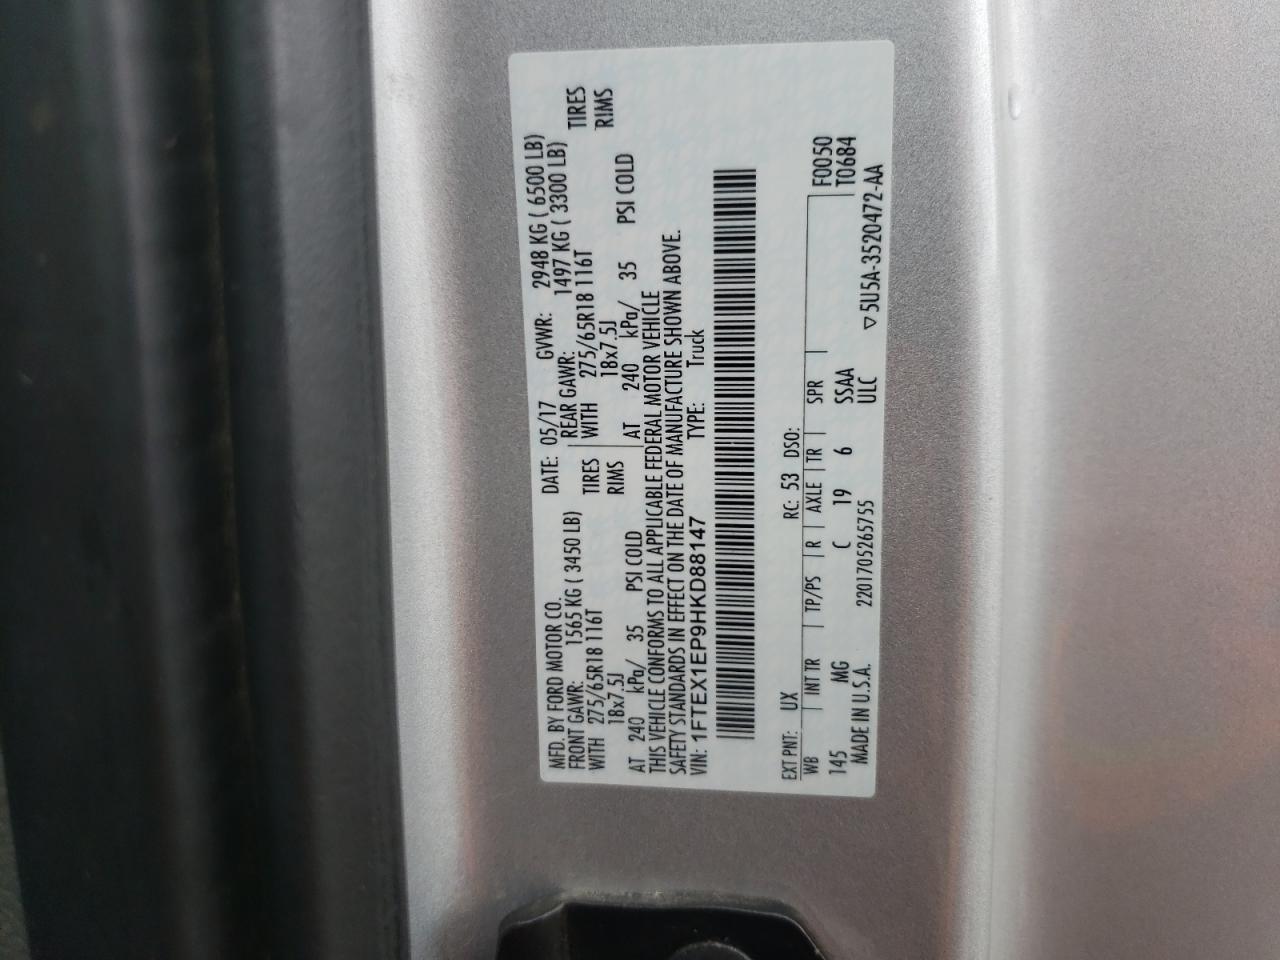 MFD. BY FORD MOTOR CO. DATE: 05/17 GVWR: 2948 KG ( 6500 LB)
FRONT GAWR: 1565 KG ( 3450 LB) REAR GAWR: 1497 KG ( 3300 LB)
WITH 275/65R18 116T TIRES WITH 275/65R18 116T TIRES
18x7.5J RIMS 18x7.5J RIMS
AT 240 kPa/ 35 PSI COLD AT 240 kPa/ 35 PSI COLD
THIS VEHICLE CONFORMS TO ALL APPLICABLE FEDERAL MOTOR VEHICLE
SAFETY STANDARDS IN EFFECT ON THE DATE OF MANUFACTURE SHOWN ABOVE.
VIN: 1FTEX1EP9HKD88147 TYPE: Truck
EXT PNT: UX RC: 53 DSO:
WB INT TR TP/PS R AXLE TR SPR F0050
145 MG C 19 6 SSAA T0684
MADE IN U.S.A. 2201705265755 ULC ▽5U5A-3520472-AA